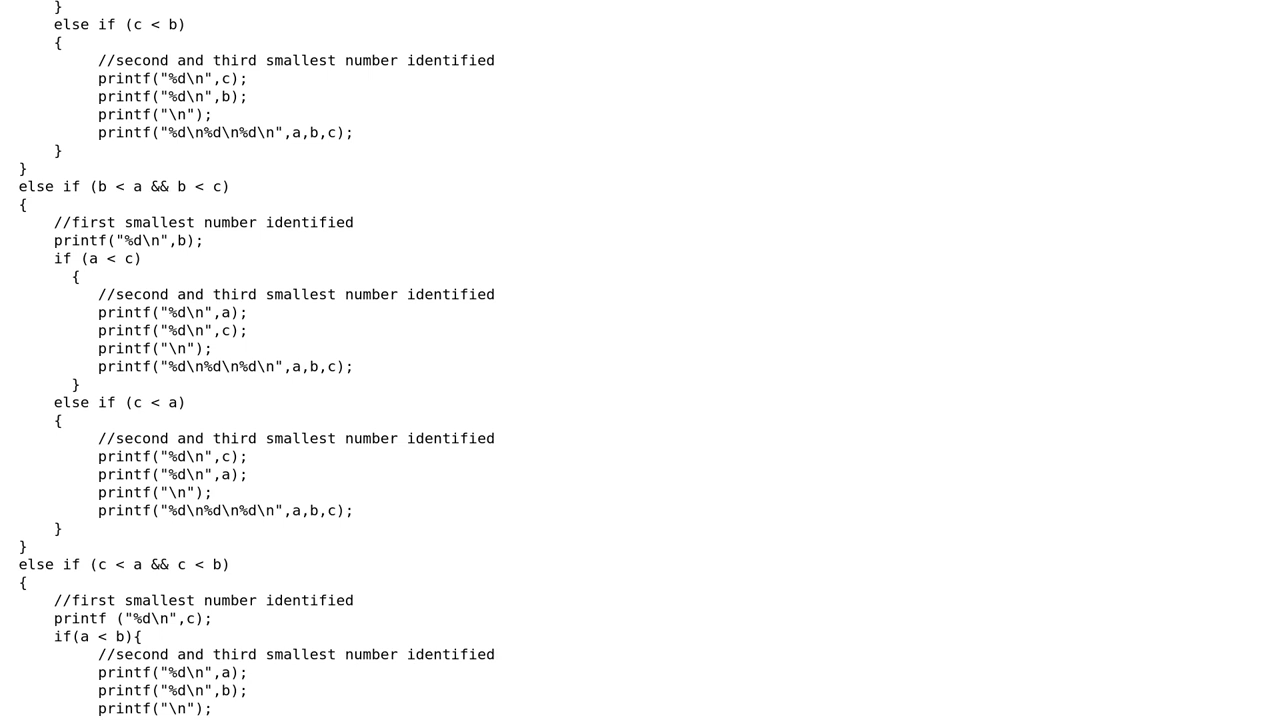 }
else if (c < b)
{
//second and third smallest number identified
printf("%d\n",c);
printf("%d\n",b);
printf("\n");
printf("%d\n%d\n%d\n",a,b,c);
}
}
else if (b < a && b < c)
{
//first smallest number identified
printf("%d\n",b);
if (a < c)
{
//second and third smallest number identified
printf("%d\n",a);
printf("%d\n",c);
printf("\n");
printf("%d\n%d\n%d\n",a,b,c);
}
else if (c < a)
{
//second and third smallest number identified
printf("%d\n",c);
printf("%d\n",a);
printf("\n");
printf("%d\n%d\n%d\n",a,b,c);
}
}
else if (c < a && c < b)
{
//first smallest number identified
printf ("%d\n",c);
if(a < b){
//second and third smallest number identified
printf("%d\n",a);
printf("%d\n",b);
printf("\n");